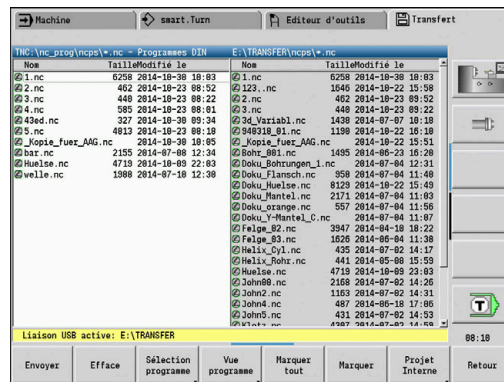 Machine
smart.Turn
Editeur d'outils
Transfert
TNC:\nc_prog\ncps\*.nc - Programmes DIN
Nom TailleModifié le
1.nc 6258 2014-10-30 10:03
2.nc 462 2014-10-23 08:52
3.nc 440 2014-10-23 08:22
4.nc 585 2014-10-23 08:01
43ed.nc 327 2014-10-30 09:34
5.nc 4013 2014-10-23 08:10
_Kopie_fuer_AAG.nc 2014-10-30 10:05
bar.nc 2155 2014-07-08 12:34
Huelse.nc 4719 2014-10-09 22:03
welle.nc 1908 2014-07-10 12:30
E:\TRANSFER\ncps\*.nc
Nom TailleModifié le
1.nc 6258 2014-10-30 10:03
123,.nc 1646 2014-10-22 15:58
2.nc 462 2014-10-23 09:52
3.nc 440 2014-10-23 09:22
3d_Variabl.nc 1430 2014-07-07 10:18
940318_01.nc 1190 2014-10-22 16:10
_Kopie_fuer_AAG.nc 2014-10-22 15:51
Bohr_001.nc 1495 2014-06-23 16:20
Doku_Bohrungen_1.nc 2014-07-04 12:31
Doku_Flansch.nc 950 2014-07-04 11:40
Doku_Huelse.nc 8129 2014-10-22 15:49
Doku_Mantel.nc 2171 2014-07-04 11:03
Doku_orange.nc 557 2014-07-04 11:56
Doku_Y-Mantel_C.nc 2014-07-04 11:07
Felge_02.nc 3947 2014-04-10 18:22
Felge_03.nc 1626 2014-06-04 11:38
Helix_Cyl.nc 435 2014-07-02 14:17
Helix_Rohr.nc 441 2014-05-08 15:59
Huelse.nc 4719 2014-10-09 23:03
John00.nc 2168 2014-07-02 14:26
John2.nc 1163 2014-07-02 14:31
John4.nc 487 2014-06-18 17:06
John5.nc 431 2014-07-02 14:53
Klotz.nc 4307 2014-07-02 14:59
Liaison USB active: E:\TRANSFER
T
08:10
Envoyer
Efface
Sélection programme
Vue programme
Marquer tout
Marquer
Projet Interne
Retour